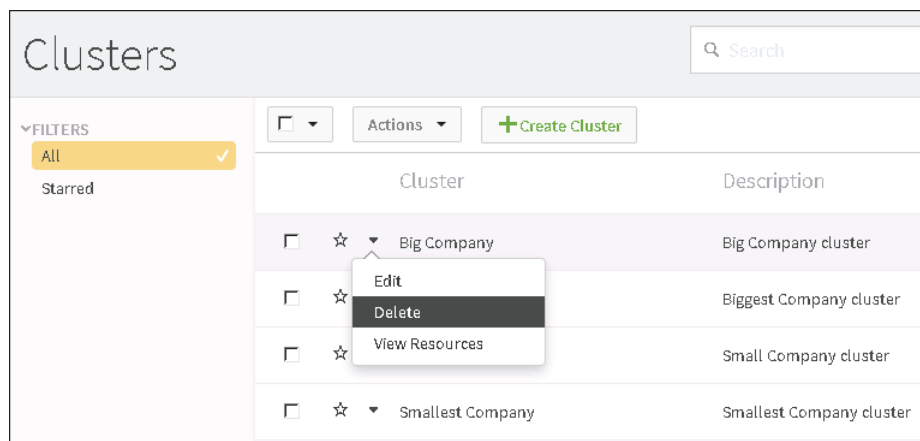 Clusters
Search
FILTERS
All
Starred
Actions
+Create Cluster
Cluster Description
Big Company Big Company cluster
Edit
Delete
View Resources
Biggest Company cluster
Small Company cluster
Smallest Company Smallest Company cluster